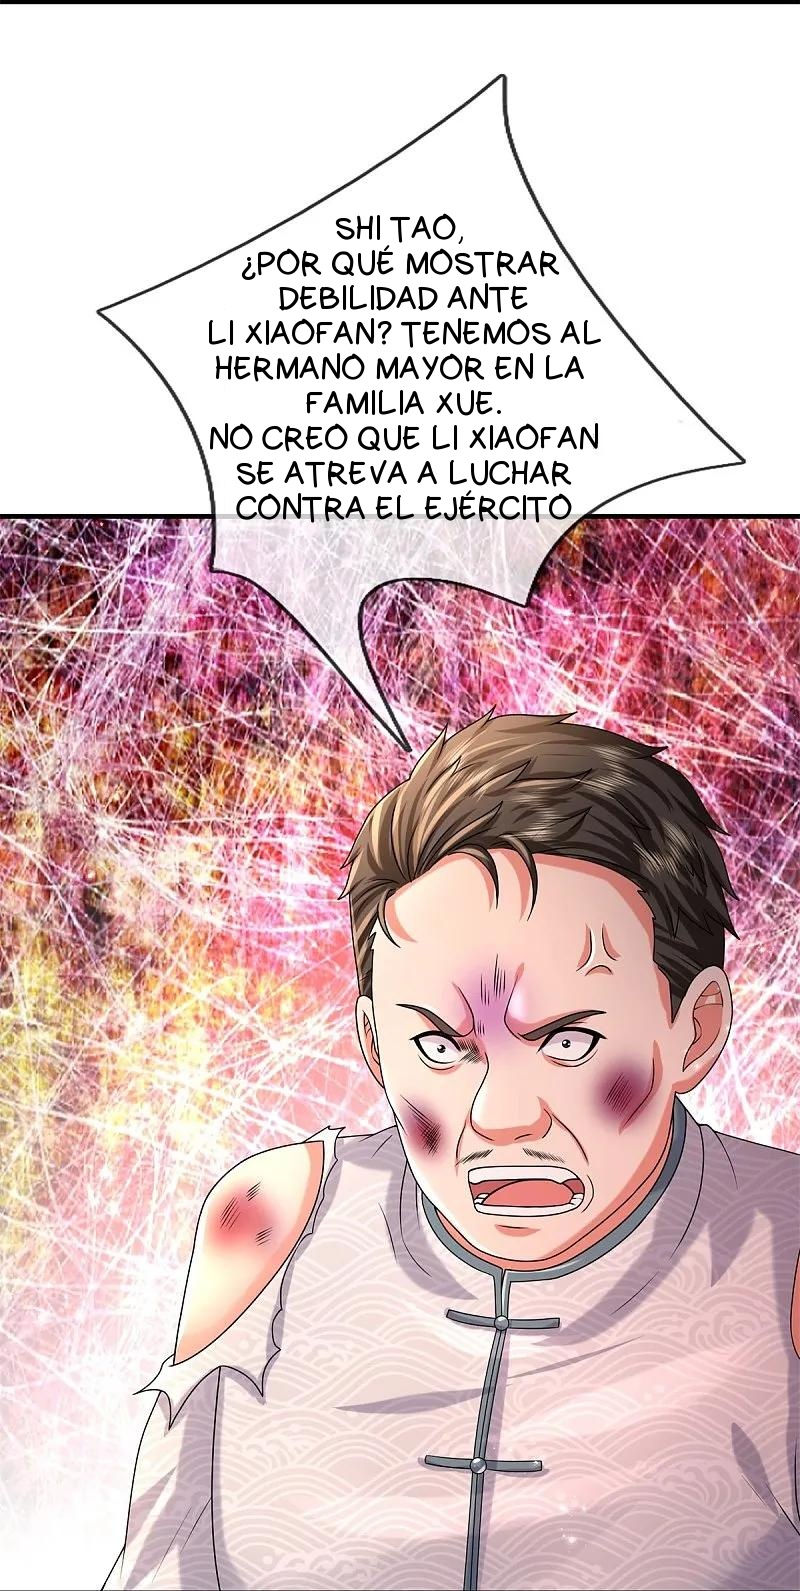 SHI TAO,
¿POR QUÉ MOSTRAR
DEBILIDAD ANTE
LI XIAOFAN? TENEMOS AL
HERMANO MAYOR EN LA
FAMILIA XUE.
NO CREO QUE LI XIAOFAN
SE ATREVA A LUCHAR
CONTRA EL EJÉRCITO